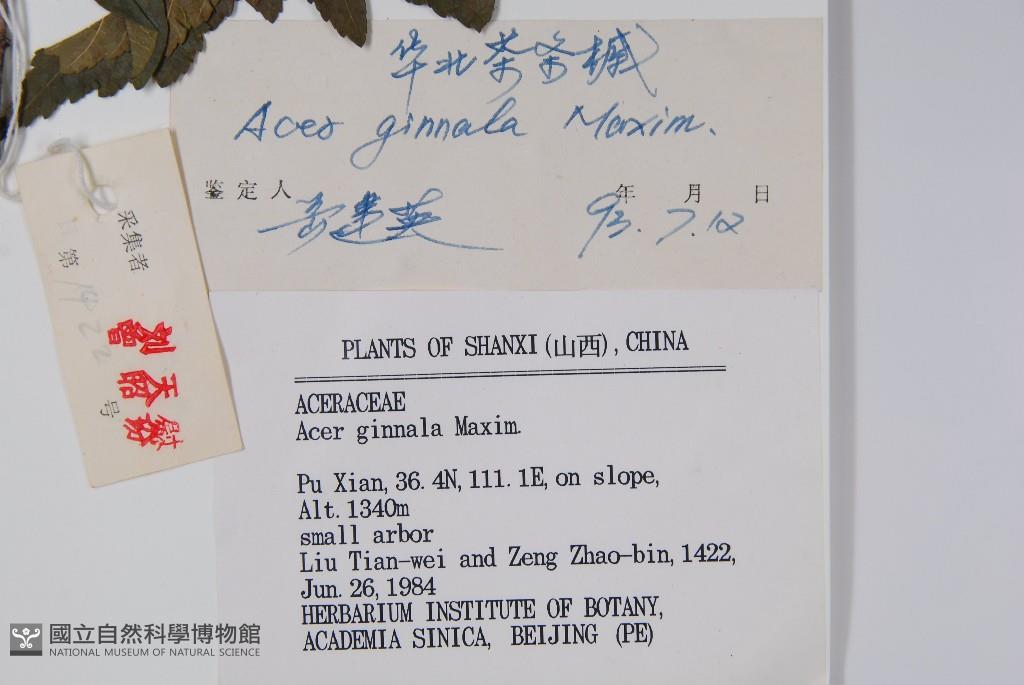 华北茶条槭
Acer ginnala Maxim.
鉴定人
年 月 日
93.7.12
采集者
第 1422 号
PLANTS OF SHANXI (山西), CHINA
ACERACEAE
Acer ginnala Maxim.
Pu Xian, 36. 4N, 111. 1E, on slope,
Alt. 1340m
small arbor
Liu Tian-wei and Zeng Zhao-bin, 1422,
Jun. 26, 1984
HERBARIUM INSTITUTE OF BOTANY,
ACADEMIA SINICA, BEIJING (PE)
國立自然科學博物館
NATIONAL MUSEUM OF NATURAL SCIENCE